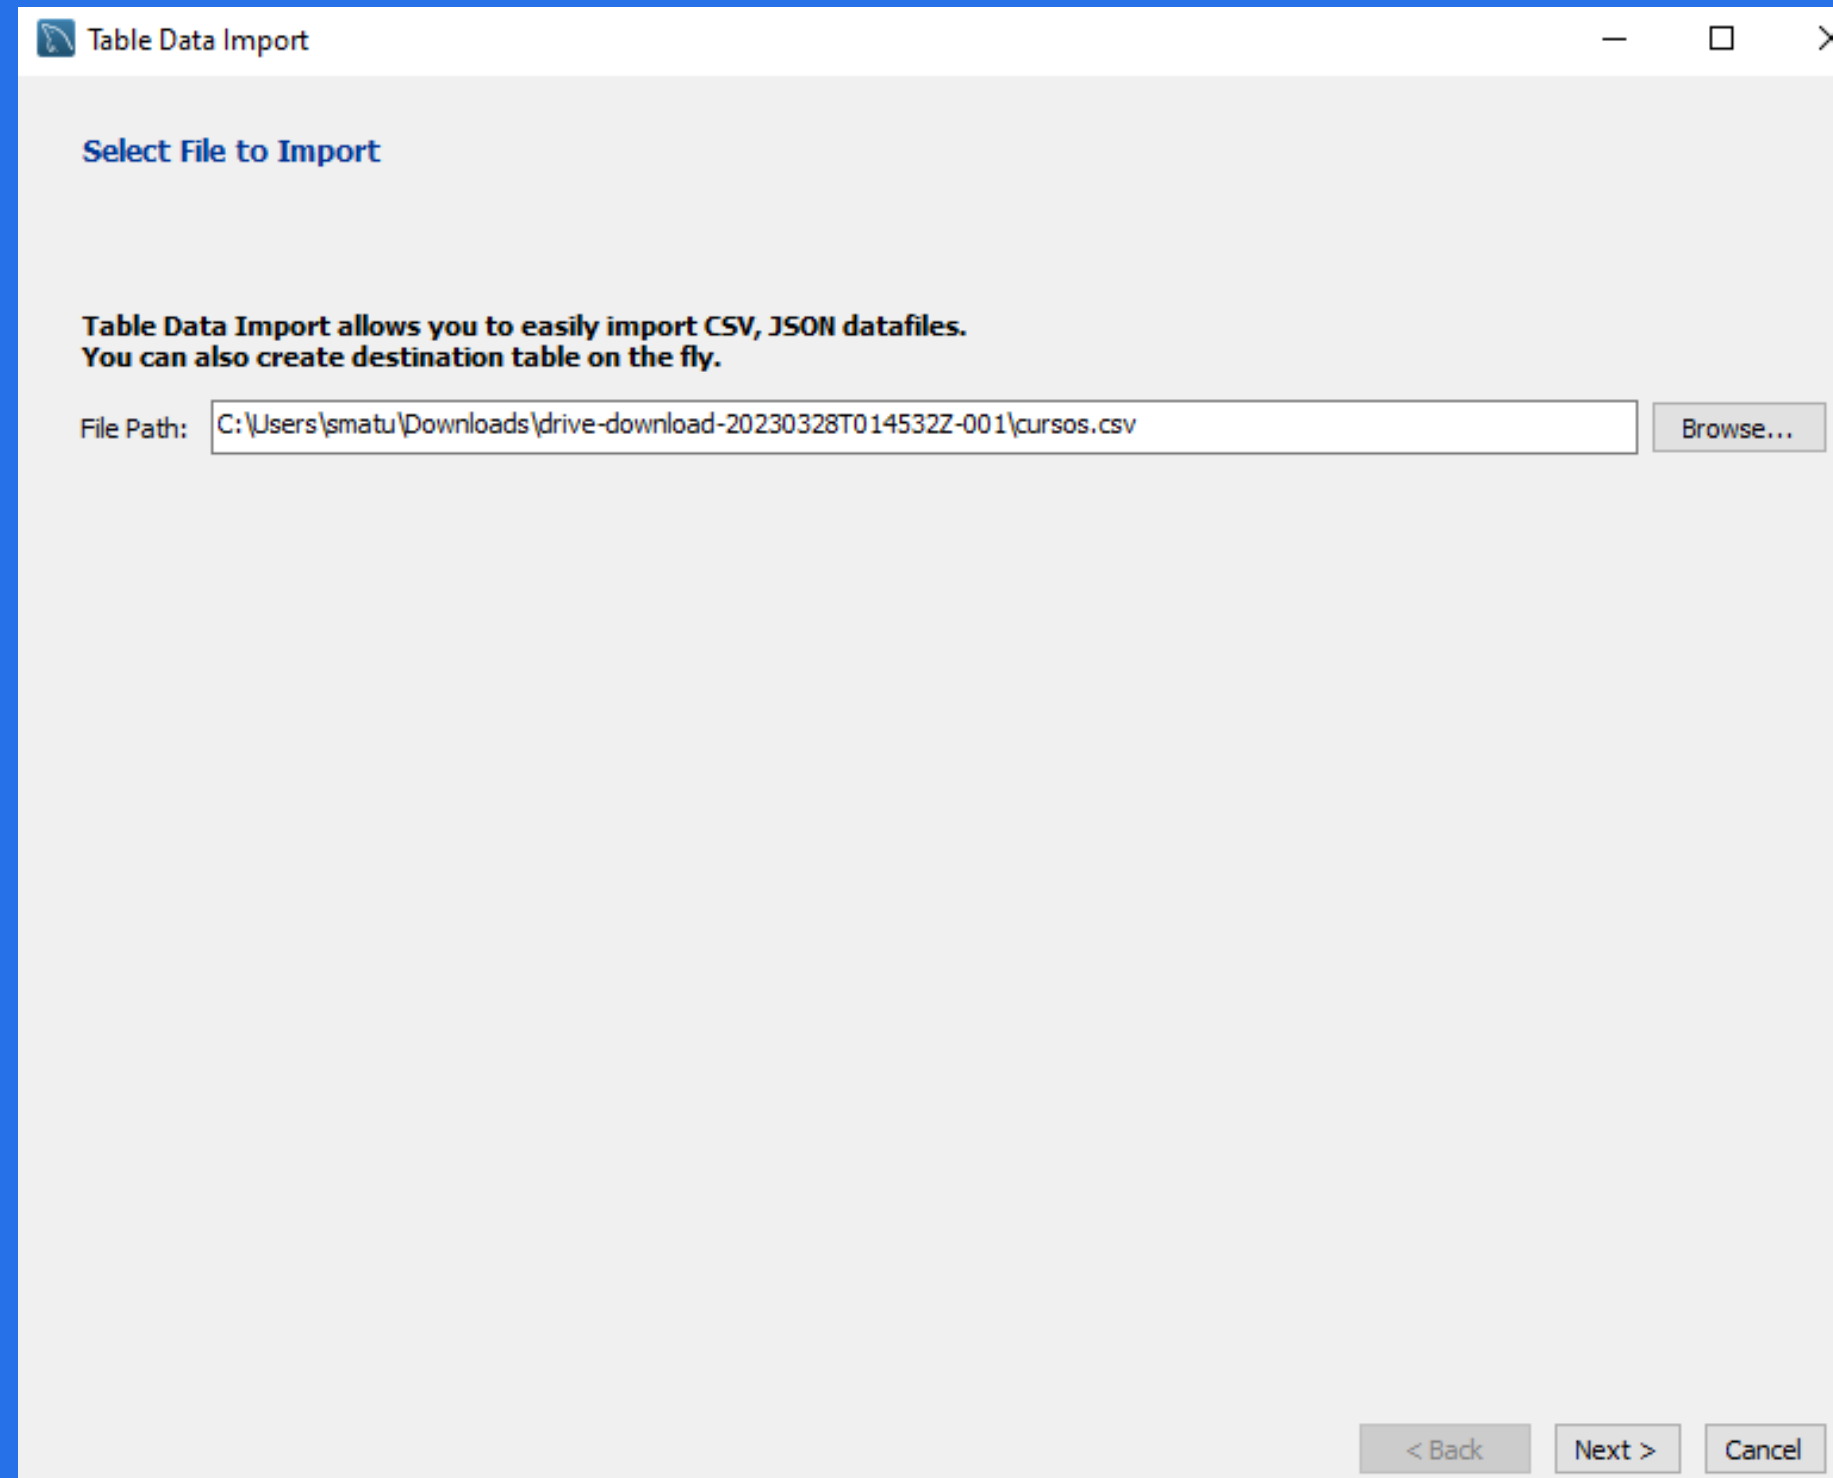 Table Data Import
Select File to Import
Table Data Import allows you to easily import CSV, JSON datafiles.
You can also create destination table on the fly.
File Path: C:\Users\smatu\Downloads\drive-download-20230328T014532Z-001\cursos.csv Browse...
< Back Next > Cancel